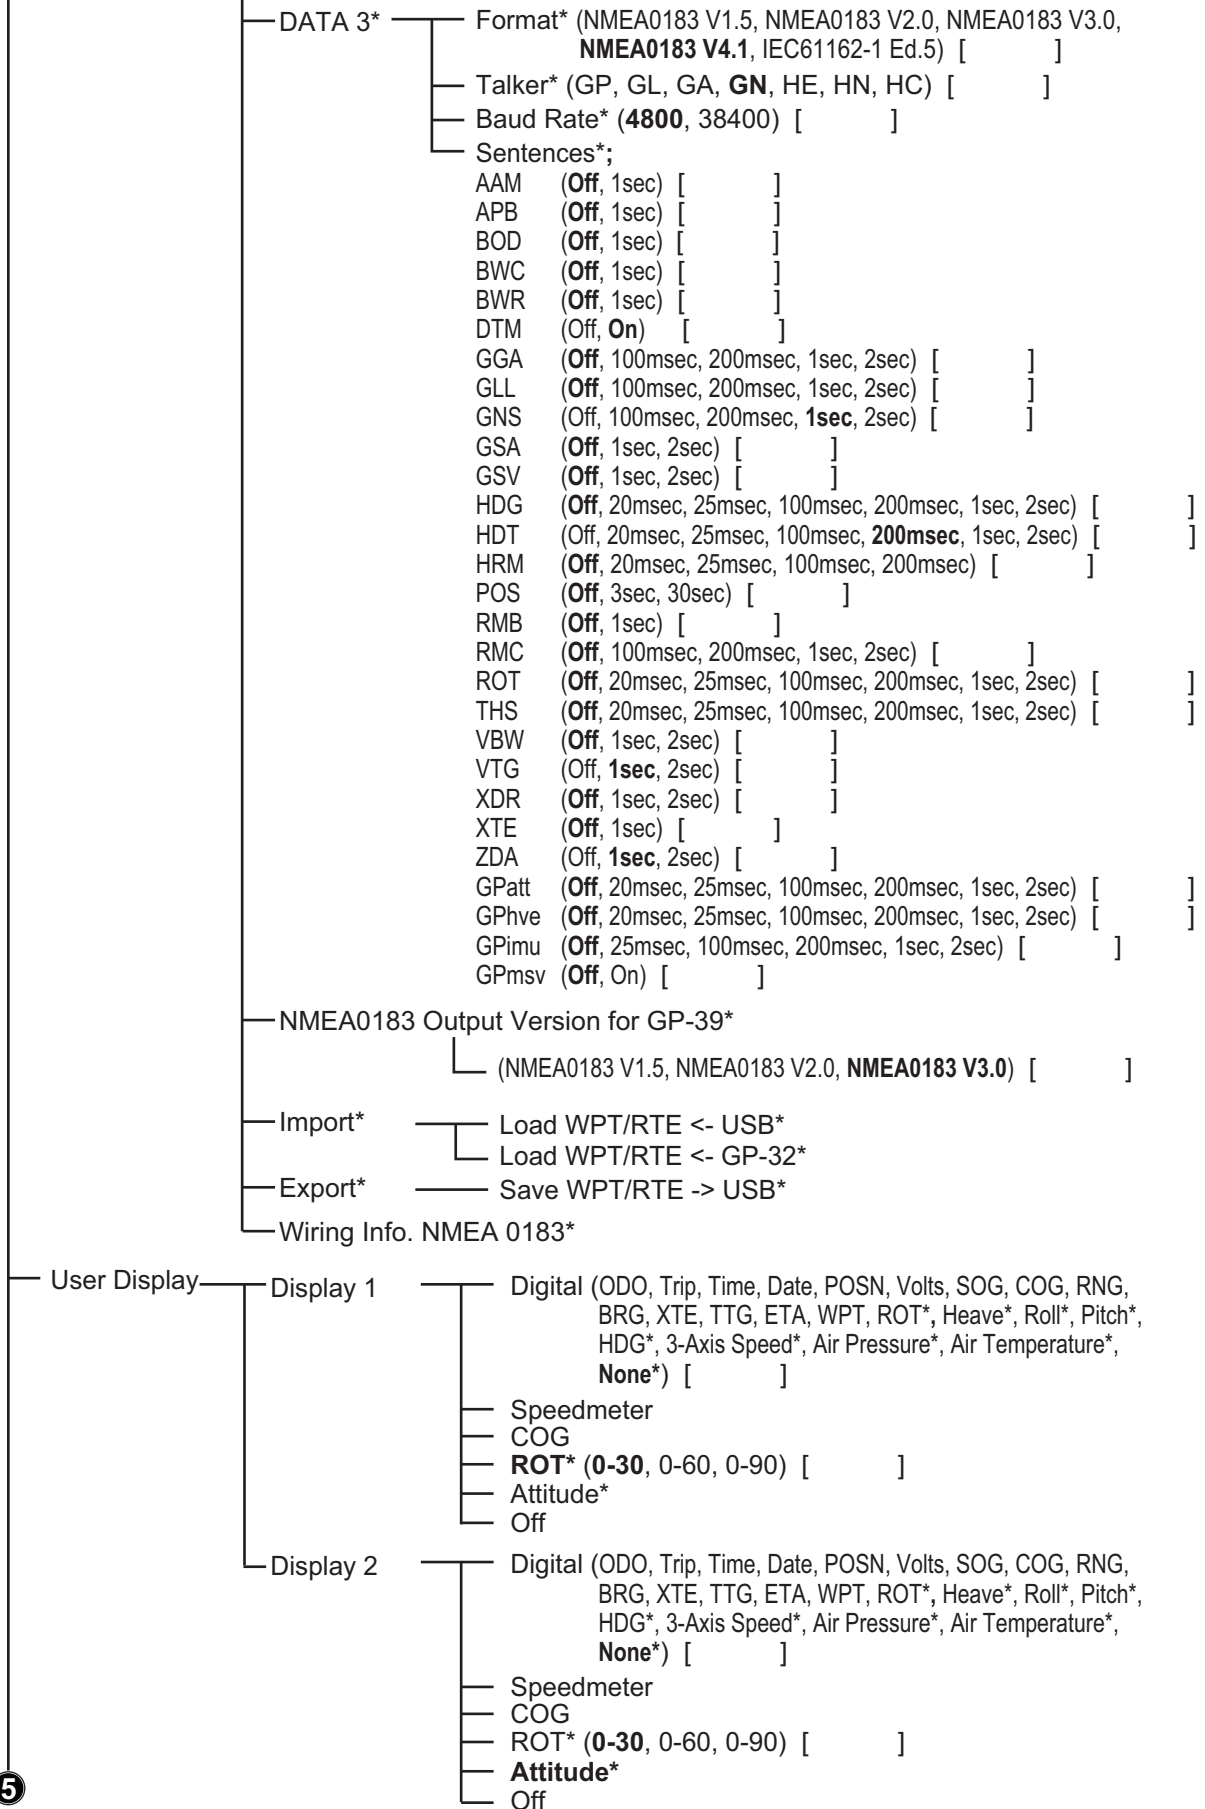 DATA 3* Format* (NMEA0183 V1.5, NMEA0183 V2.0, NMEA0183 V3.0,
NMEA0183 V4.1, IEC61162-1 Ed.5) [ ]
Talker* (GP, GL, GA, GN, HE, HN, HC) [ ]
Baud Rate* (4800, 38400) [ ]
Sentences*;
AAM (Off, 1sec) [ ]
APB (Off, 1sec) [ ]
BOD (Off, 1sec) [ ]
BWC (Off, 1sec) [ ]
BWR (Off, 1sec) [ ]
DTM (Off, On) [ ]
GGA (Off, 100msec, 200msec, 1sec, 2sec) [ ]
GLL (Off, 100msec, 200msec, 1sec, 2sec) [ ]
GNS (Off, 100msec, 200msec, 1sec, 2sec) [ ]
GSA (Off, 1sec, 2sec) [ ]
GSV (Off, 1sec, 2sec) [ ]
HDG (Off, 20msec, 25msec, 100msec, 200msec, 1sec, 2sec) [ ]
HDT (Off, 20msec, 25msec, 100msec, 200msec, 1sec, 2sec) [ ]
HRM (Off, 20msec, 25msec, 100msec, 200msec) [ ]
POS (Off, 3sec, 30sec) [ ]
RMB (Off, 1sec) [ ]
RMC (Off, 100msec, 200msec, 1sec, 2sec) [ ]
ROT (Off, 20msec, 25msec, 100msec, 200msec, 1sec, 2sec) [ ]
THS (Off, 20msec, 25msec, 100msec, 200msec, 1sec, 2sec) [ ]
VBW (Off, 1sec, 2sec) [ ]
VTG (Off, 1sec, 2sec) [ ]
XDR (Off, 1sec, 2sec) [ ]
XTE (Off, 1sec) [ ]
ZDA (Off, 1sec, 2sec) [ ]
GPatt (Off, 20msec, 25msec, 100msec, 200msec, 1sec, 2sec) [ ]
GPhve (Off, 20msec, 25msec, 100msec, 200msec, 1sec, 2sec) [ ]
GPimu (Off, 25msec, 100msec, 200msec, 1sec, 2sec) [ ]
GPmsv (Off, On) [ ]
NMEA0183 Output Version for GP-39*
(NMEA0183 V1.5, NMEA0183 V2.0, NMEA0183 V3.0) [ ]
Import* Load WPT/RTE <- USB*
Load WPT/RTE <- GP-32*
Export* Save WPT/RTE -> USB*
Wiring Info. NMEA 0183*
User Display Display 1 Digital (ODO, Trip, Time, Date, POSN, Volts, SOG, COG, RNG,
BRG, XTE, TTG, ETA, WPT, ROT*, Heave*, Roll*, Pitch*,
HDG*, 3-Axis Speed*, Air Pressure*, Air Temperature*,
None*) [ ]
Speedmeter
COG
ROT* (0-30, 0-60, 0-90) [ ]
Attitude*
Off
Display 2 Digital (ODO, Trip, Time, Date, POSN, Volts, SOG, COG, RNG,
BRG, XTE, TTG, ETA, WPT, ROT*, Heave*, Roll*, Pitch*,
HDG*, 3-Axis Speed*, Air Pressure*, Air Temperature*,
None*) [ ]
Speedmeter
COG
ROT* (0-30, 0-60, 0-90) [ ]
Attitude*
Off
5